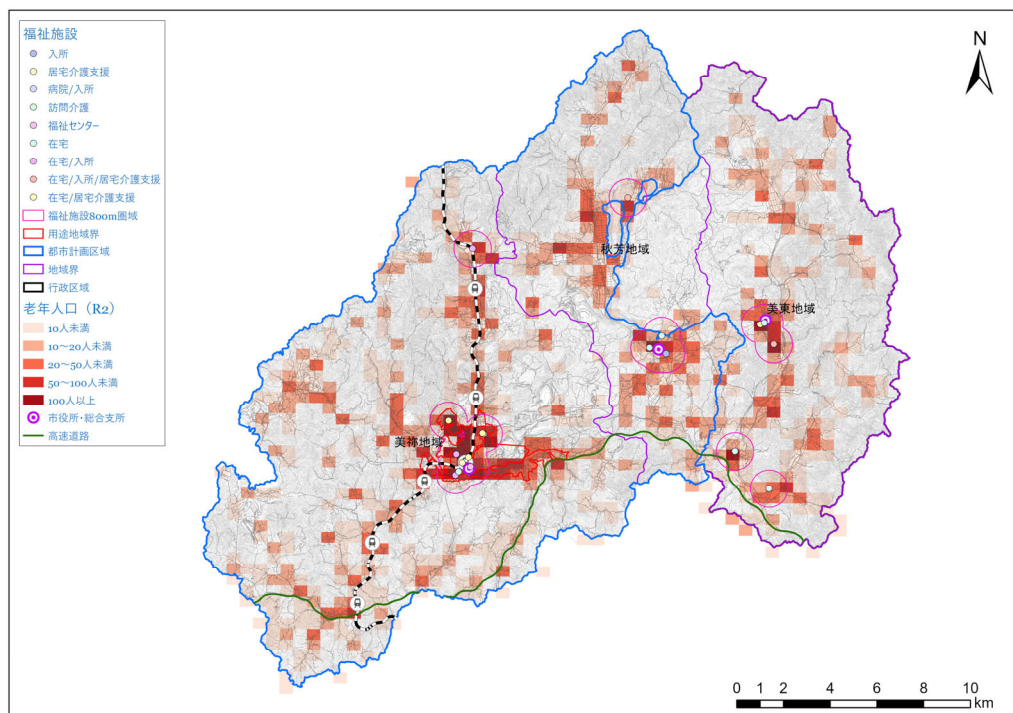 福祉施設
入所
居宅介護支援
病院/入所
訪問介護
福祉センター
在宅
在宅/入所
在宅/入所/居宅介護支援
在宅/居宅介護支援
福祉施設800m圏域
用途地域界
都市計画区域
地域界
行政区域
老年人口（R2）
10人未満
10～20人未満
20～50人未満
50～100人未満
100人以上
市役所・総合支所
高速道路
N
秋芳地域
美東地域
美祢地域
0 1 2 4 6 8 10
km